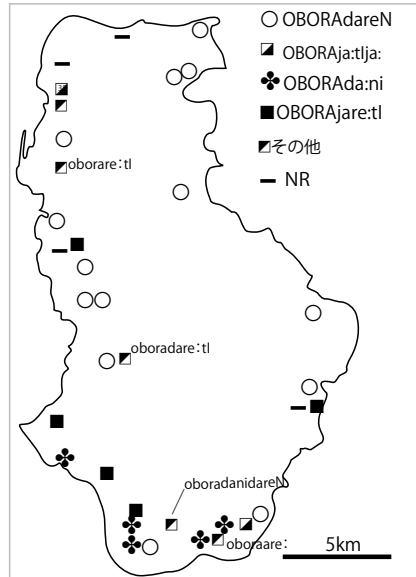 OBORAdareN
OBORAja:tlja:
OBORAda:ni
OBORAjare:tl
その他
NR
oborare:tl
oboradare:tl
oboradanidareN
oboraare:
5km